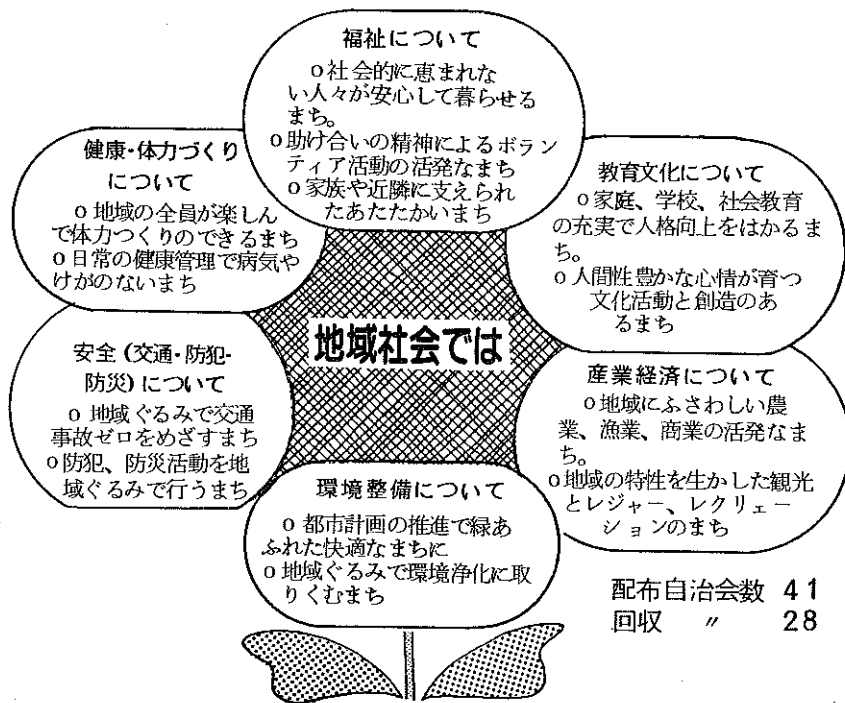 福祉について
o社会的に恵まれな
い人々が安心して暮らせる
まち。
o助け合いの精神によるボラン
ティア活動の活発なまち
o家族や近隣に支えられ
たあたたかいまち
健康・体力づくり
について
o地域の全員が楽しん
で体力つくりのできるまち
o日常の健康管理で病気や
けがのないまち
教育文化について
o家庭、学校、社会教育
の充実で人格向上をはかるま
ち。
o人間性豊かな心情が育つ
文化活動と創造のあ
るまち
地域社会では
安全(交通・防犯・
防災)について
o地域ぐるみで交通
事故ゼロをめざすまち
o防犯、防災活動を地
域ぐるみで行うまち
産業経済について
o地域にふさわしい農
業、漁業、商業の活発なま
ち。
o地域の特性を生かした観光
とレジャー、レクリェー
ションのまち
環境整備について
o都市計画の推進で緑あ
ふれた快適なまちに
o地域ぐるみで環境浄化に取
りくむまち
配布自治会数 41
回収 〃 28